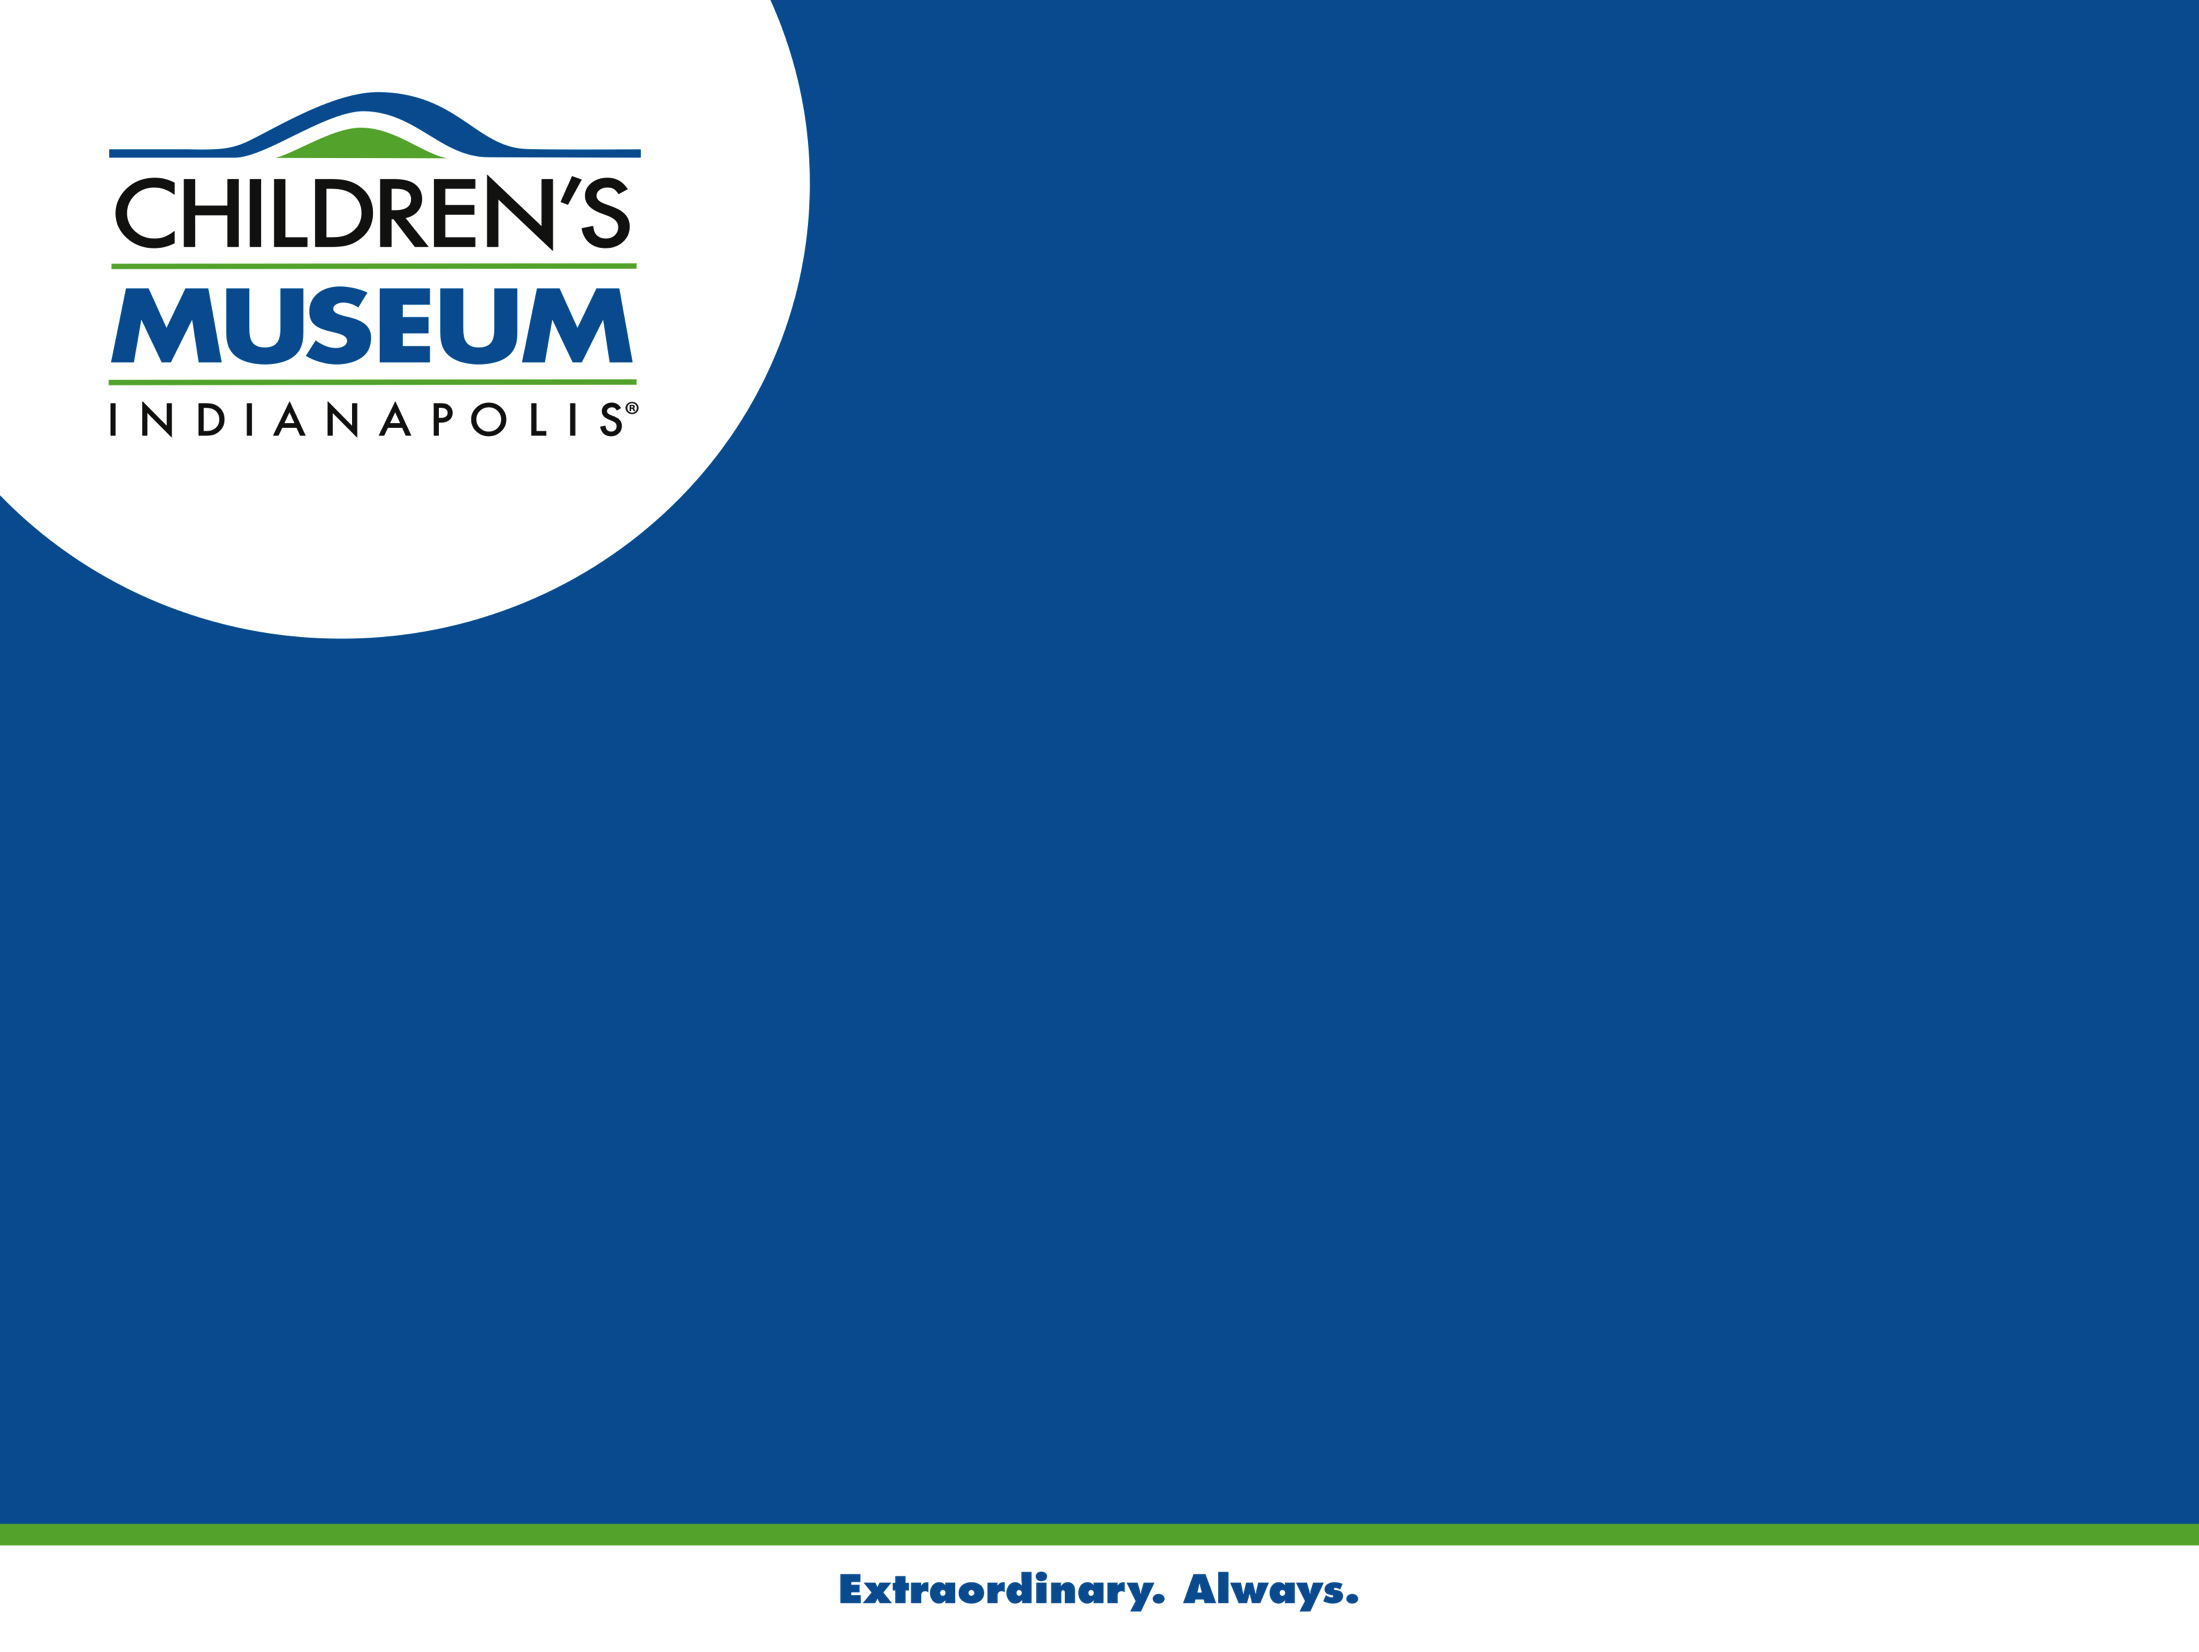 CHILDREN'S
MUSEUM
INDIANAPOLIS®
Extraordinary. Always.